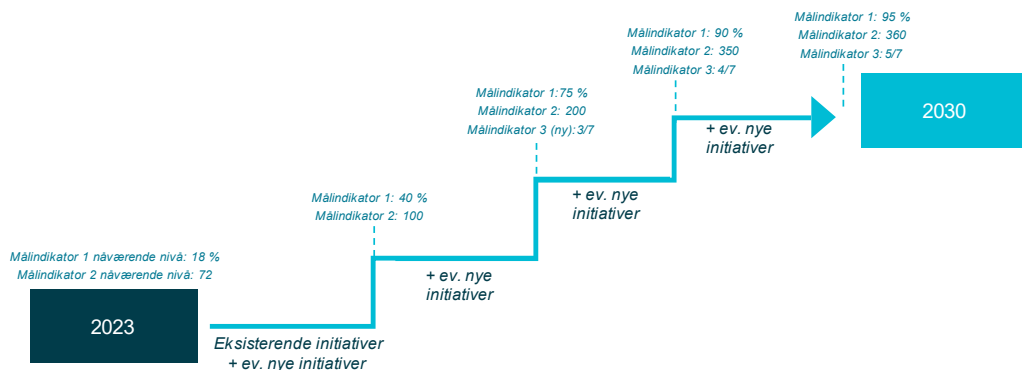 Målindikator 1: 95 %
Målindikator 2: 360
Målindikator 3: 5/7
2030
Målindikator 1: 90 %
Målindikator 2: 350
Målindikator 3: 4/7
+ ev. nye
initiativer
Målindikator 1:75 %
Målindikator 2: 200
Målindikator 3 (ny):3/7
+ ev. nye
initiativer
Målindikator 1: 40 %
Målindikator 2: 100
+ ev. nye
initiativer
Målindikator 1 nåværende nivå: 18 %
Målindikator 2 nåværende nivå: 72
2023
Eksisterende initiativer
+ ev. nye initiativer